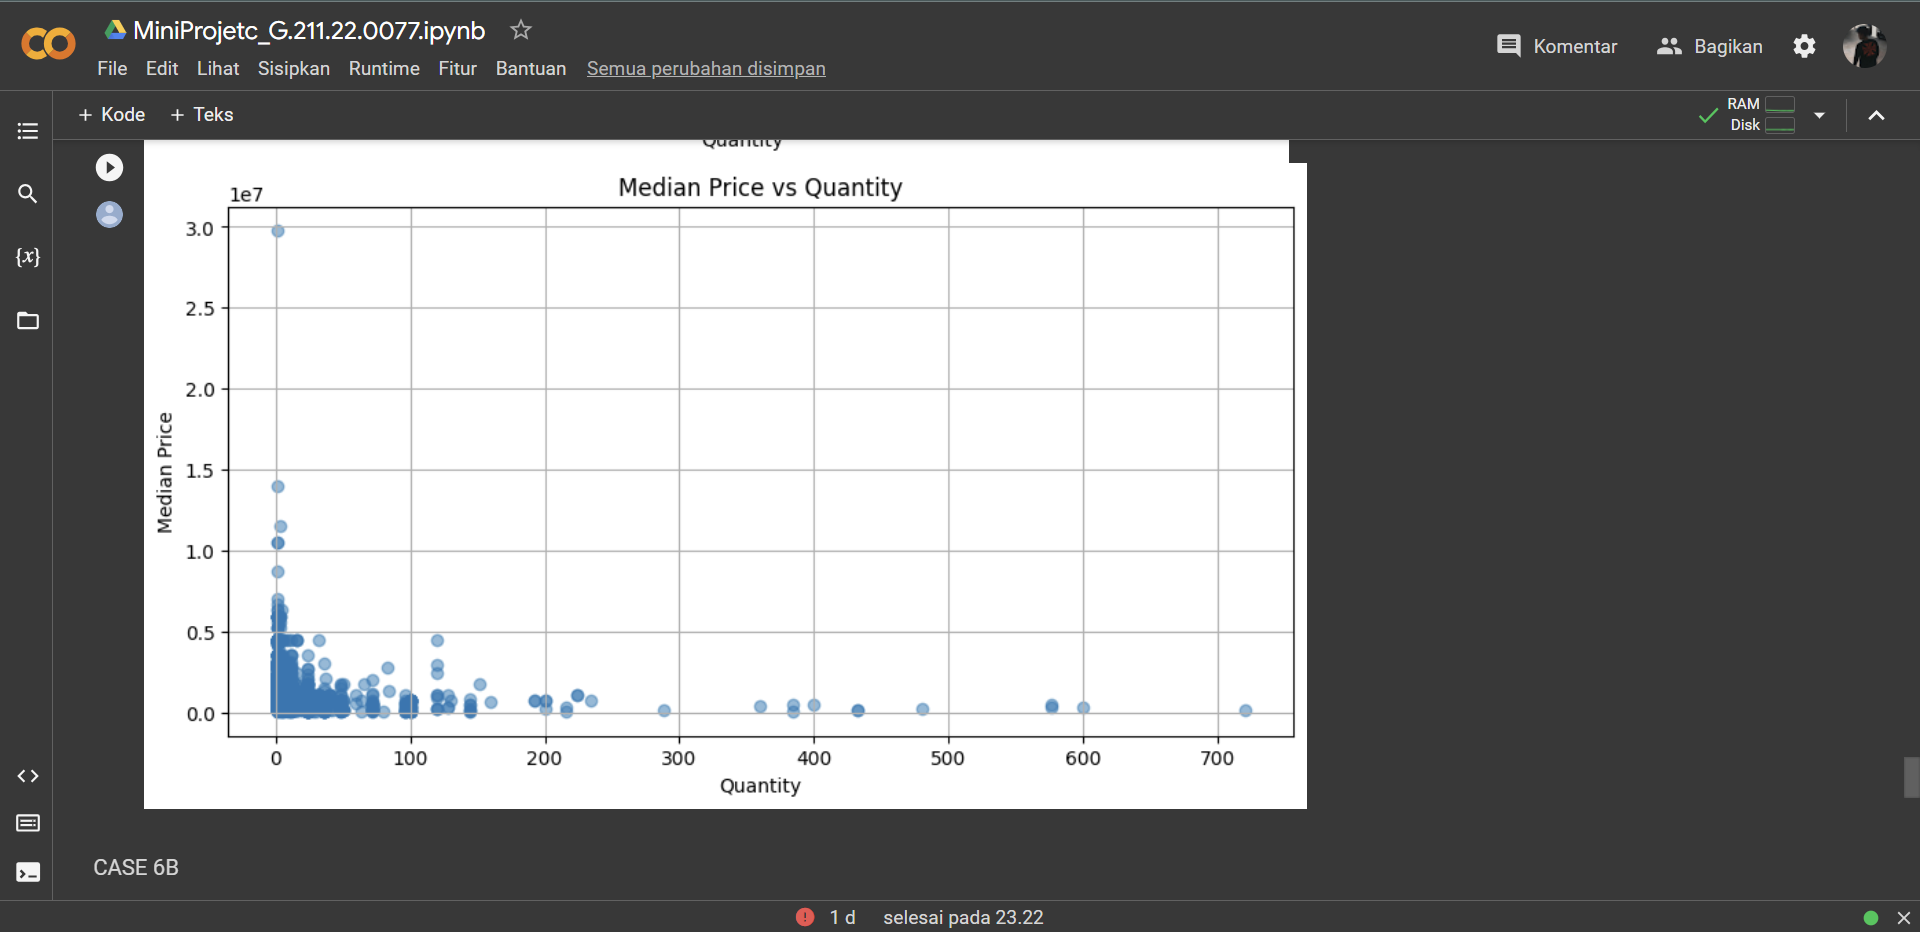 MiniProjetc_G.211.22.0077.ipynb
File Edit Lihat Sisipkan Runtime Fitur Bantuan Semua perubahan disimpan
Komentar
Bagikan
+ Kode + Teks
RAM
Disk
{x}
Quantity
Median Price vs Quantity
1e7
3.0
2.5
2.0
1.5
1.0
0.5
0.0
Median Price
0 100 200 300 400 500 600 700
Quantity
CASE 6B
1 d selesai pada 23.22